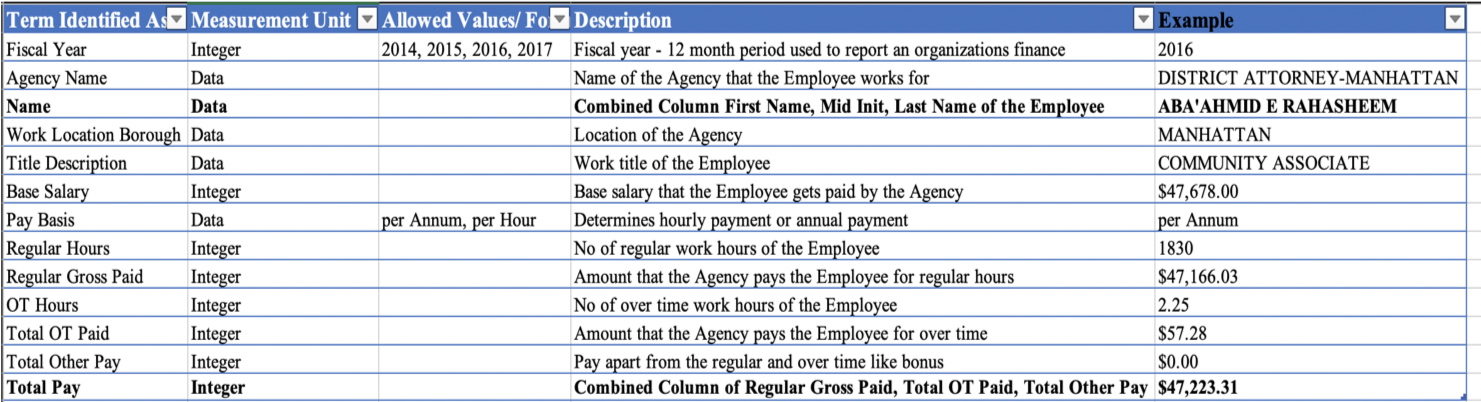 Term Identified As Measurement Unit Allowed Values/ Fo Description Example
Fiscal Year Integer 2014, 2015, 2016, 2017 Fiscal year - 12 month period used to report an organizations finance 2016
Agency Name Data Name of the Agency that the Employee works for DISTRICT ATTORNEY-MANHATTAN
Name Data Combined Column First Name, Mid Init, Last Name of the Employee ABA'AHMID E RAHASHEEM
Work Location Borough Data Location of the Agency MANHATTAN
Title Description Data Work title of the Employee COMMUNITY ASSOCIATE
Base Salary Integer Base salary that the Employee gets paid by the Agency $47,678.00
Pay Basis Data per Annum, per Hour Determines hourly payment or annual payment per Annum
Regular Hours Integer No of regular work hours of the Employee 1830
Regular Gross Paid Integer Amount that the Agency pays the Employee for regular hours $47,166.03
OT Hours Integer No of over time work hours of the Employee 2.25
Total OT Paid Integer Amount that the Agency pays the Employee for over time $57.28
Total Other Pay Integer Pay apart from the regular and over time like bonus $0.00
Total Pay Integer Combined Column of Regular Gross Paid, Total OT Paid, Total Other Pay $47,223.31